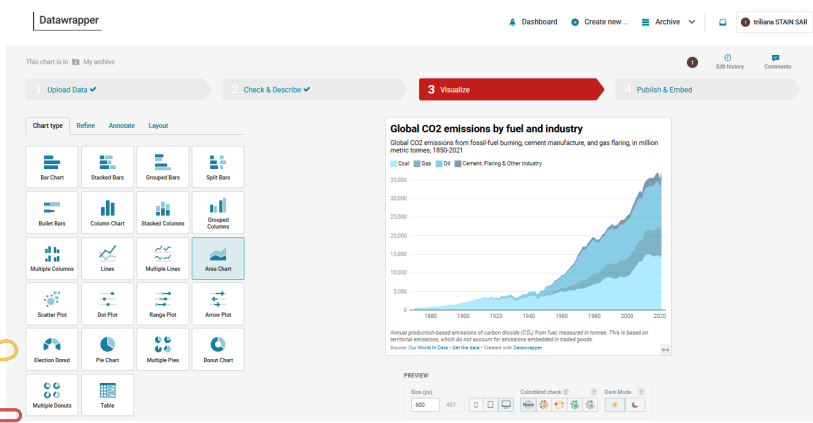 Datawrapper
Dashboard
Create new ...
Archive
triliana STAIN SAR
This chart is in My archive
Edit history
Comments
1 Upload Data
2 Check & Describe
3 Visualize
4 Publish & Embed
Chart type Refine Annotate Layout
Bar Chart Stacked Bars Grouped Bars Split Bars
Bullet Bars Column Chart Stacked Columns Grouped Columns
Multiple Columns Lines Multiple Lines Area Chart
Scatter Plot Dot Plot Range Plot Arrow Plot
Election Donut Pie Chart Multiple Pies Donut Chart
Multiple Donuts Table
Global CO2 emissions by fuel and industry
Global CO2 emissions from fossil-fuel burning, cement manufacture, and gas flaring, in million
metric tonnes, 1850-2021
Coal Gas Oil Cement, Flaring & Other Industry
35,000
30,000
25,000
20,000
15,000
10,000
5,000
0
1880 1900 1920 1940 1960 1980 2000 2020
Annual production-based emissions of carbon dioxide (CO₂) from fuel, measured in tonnes. This is based on
territorial emissions, which do not account for emissions embedded in traded goods.
Source: Our World In Data • Get the data • Created with Datawrapper
PREVIEW
Size (px) Colorblind check ? Dark Mode ?
600 457 None